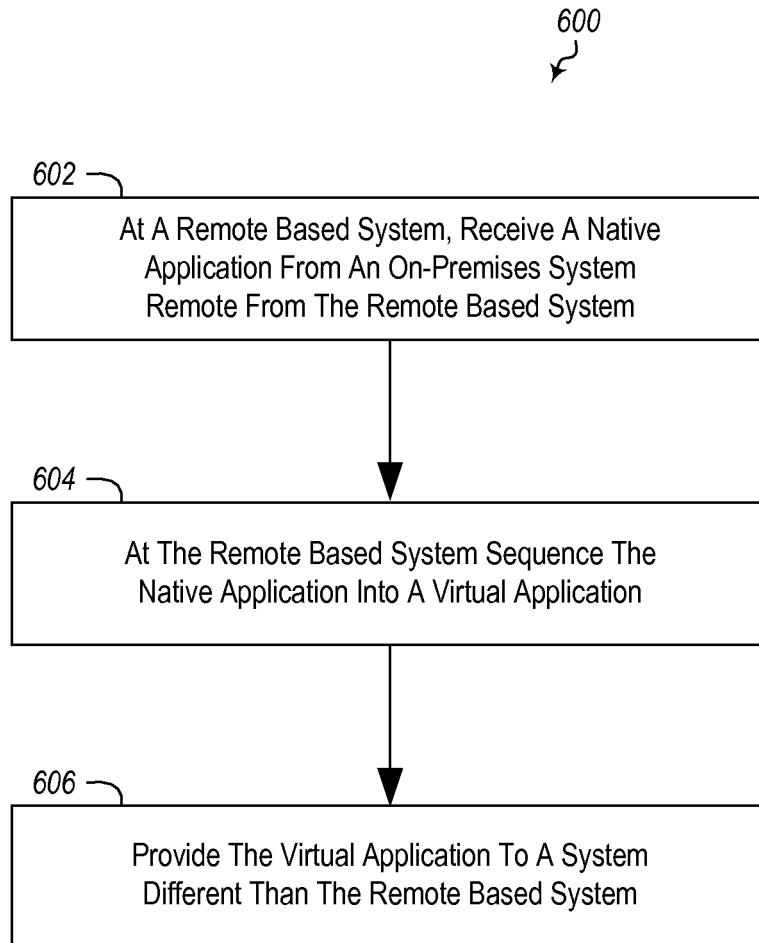 600
602
At A Remote Based System, Receive A Native
Application From An On-Premises System
Remote From The Remote Based System
604
At The Remote Based System Sequence The
Native Application Into A Virtual Application
606
Provide The Virtual Application To A System
Different Than The Remote Based System